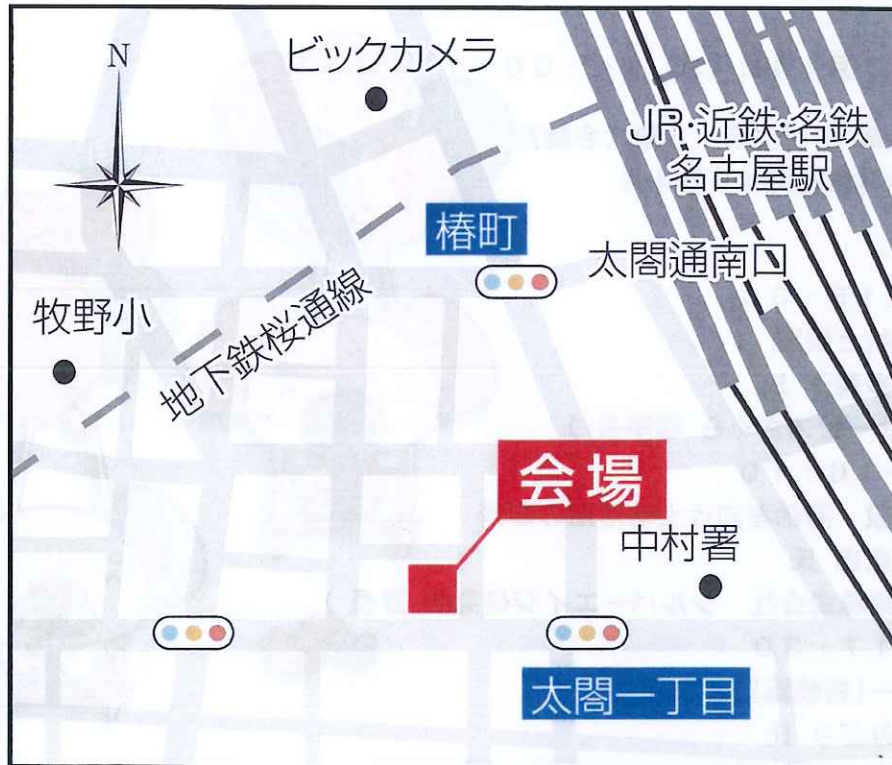 N
ビックカメラ
JR・近鉄・名鉄
名古屋駅
椿町
太閤通南口
牧野小
地下鉄桜通線
会場
中村署
太閤一丁目